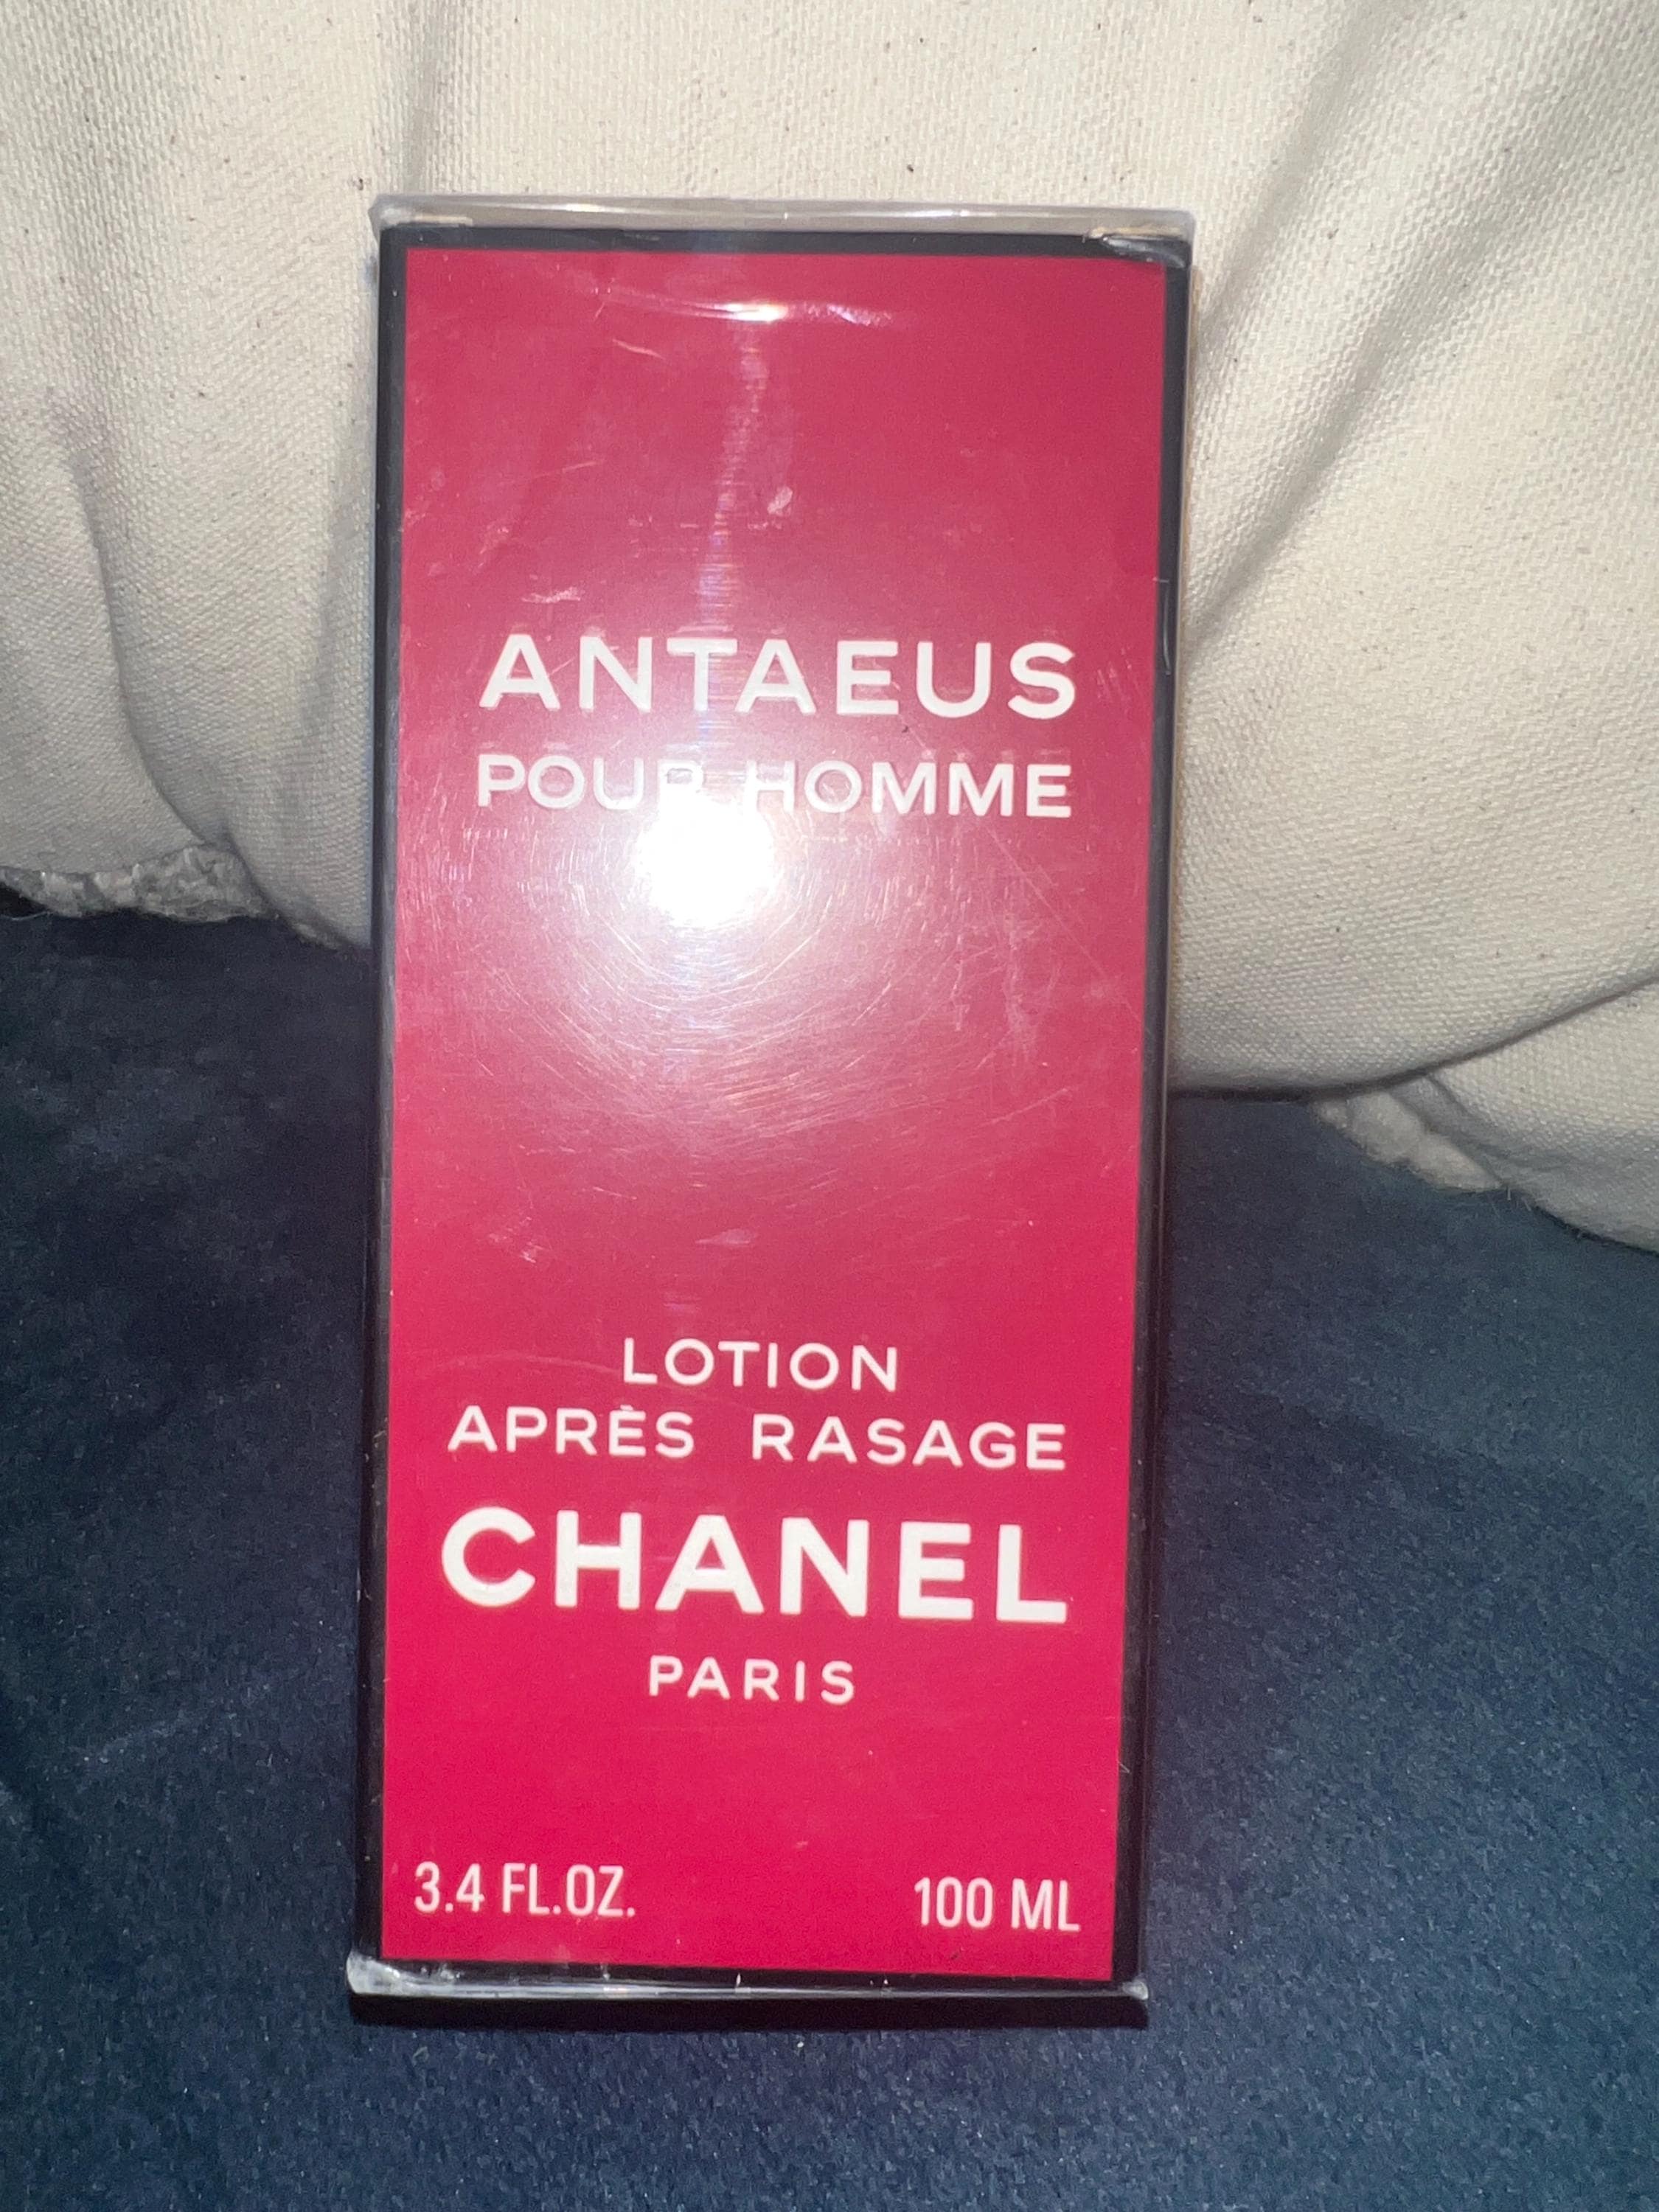 ANTAEUS
POUR HOMME
LOTION
APRÈS RASAGE
CHANEL
PARIS
3.4 FL.OZ. 100 ML